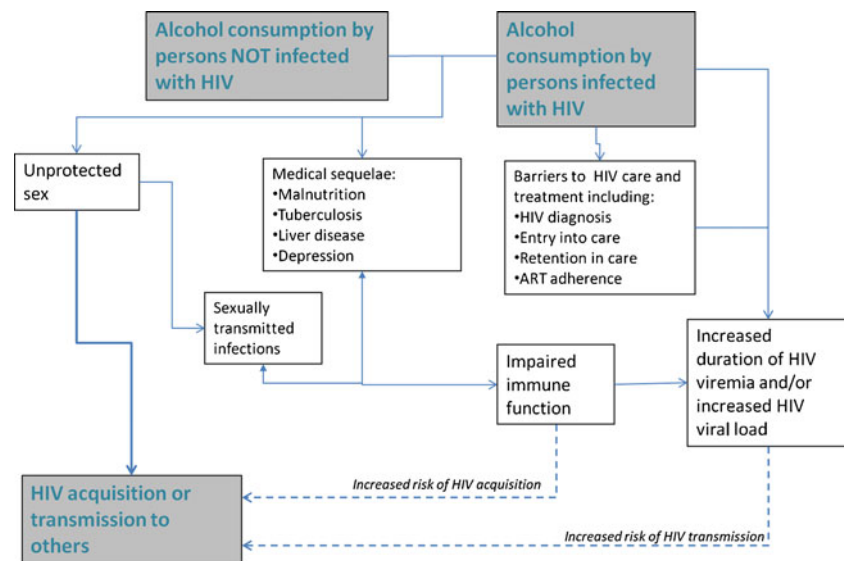 Alcohol consumption by
persons NOT infected
with HIV
Alcohol
consumption by
persons infected
with HIV
Unprotected
sex
Medical sequelae:
•Malnutrition
•Tuberculosis
•Liver disease
•Depression
Barriers to HIV care and
treatment including:
•HIV diagnosis
•Entry into care
•Retention in care
•ART adherence
Sexually
transmitted
infections
Impaired
immune
function
Increased
duration of HIV
viremia and/or
increased HIV
viral load
HIV acquisition or
transmission to
others
Increased risk of HIV acquisition
Increased risk of HIV transmission